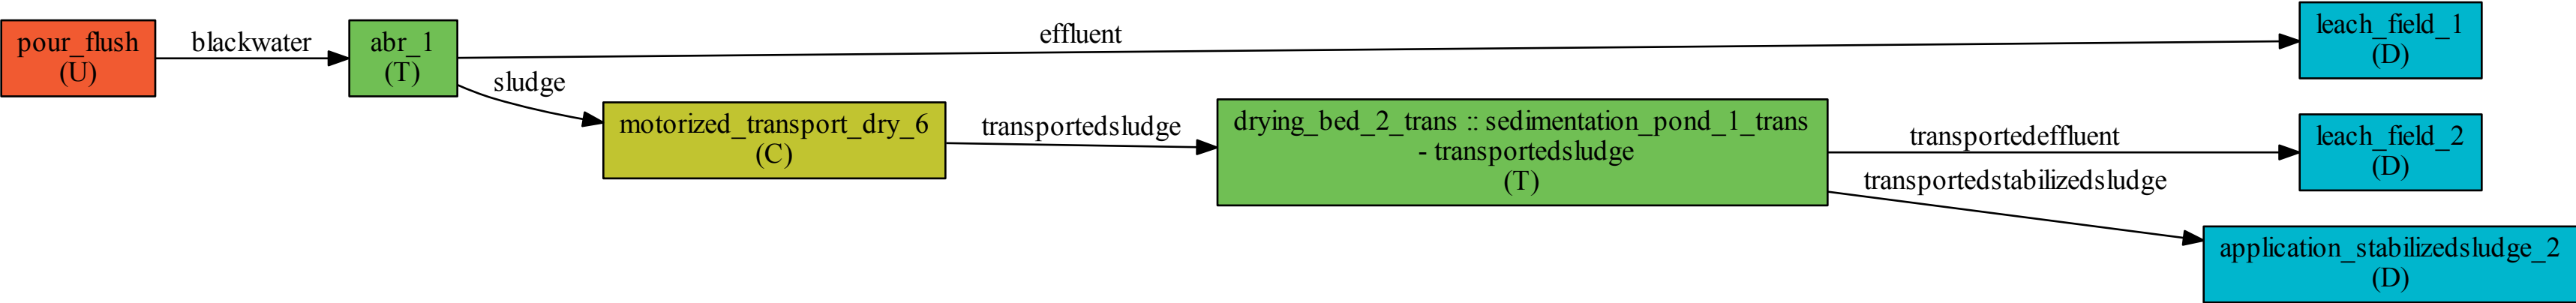 pour_flush
(U)
blackwater
abr_1
(T)
effluent
leach_field_1
(D)
sludge
motorized_transport_dry_6
(C)
transportedsludge
drying_bed_2_trans :: sedimentation_pond_1_trans
- transportedsludge
(T)
transportedeffluent
leach_field_2
(D)
transportedstabilizedsludge
application_stabilizedsludge_2
(D)